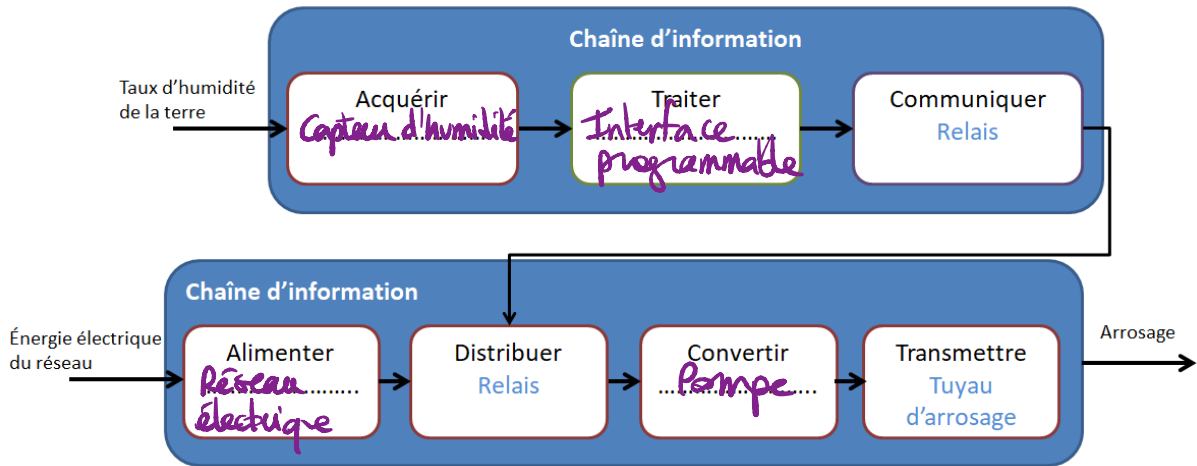 Chaîne d'information
Taux d'humidité
de la terre
Acquérir
Capteur d'humidité
Traiter
Interface
programmable
Communiquer
Relais
Chaîne d'information
Énergie électrique
du réseau
Alimenter
Réseau
électrique
Distribuer
Relais
Convertir
Pompe
Transmettre
Tuyau
d'arrosage
Arrosage